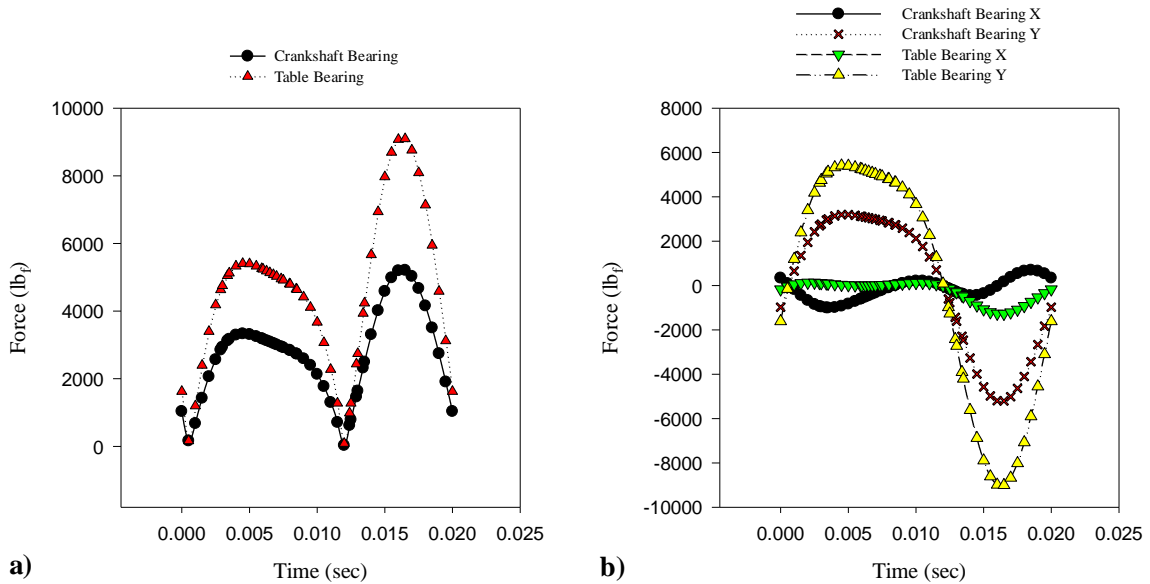 Crankshaft Bearing
Table Bearing
Force (lbf)
10000
8000
6000
4000
2000
0
0.000 0.005 0.010 0.015 0.020 0.025
Time (sec)
a)
Crankshaft Bearing X
Crankshaft Bearing Y
Table Bearing X
Table Bearing Y
Force (lbf)
8000
6000
4000
2000
0
-2000
-4000
-6000
-8000
-10000
0.000 0.005 0.010 0.015 0.020 0.025
Time (sec)
b)